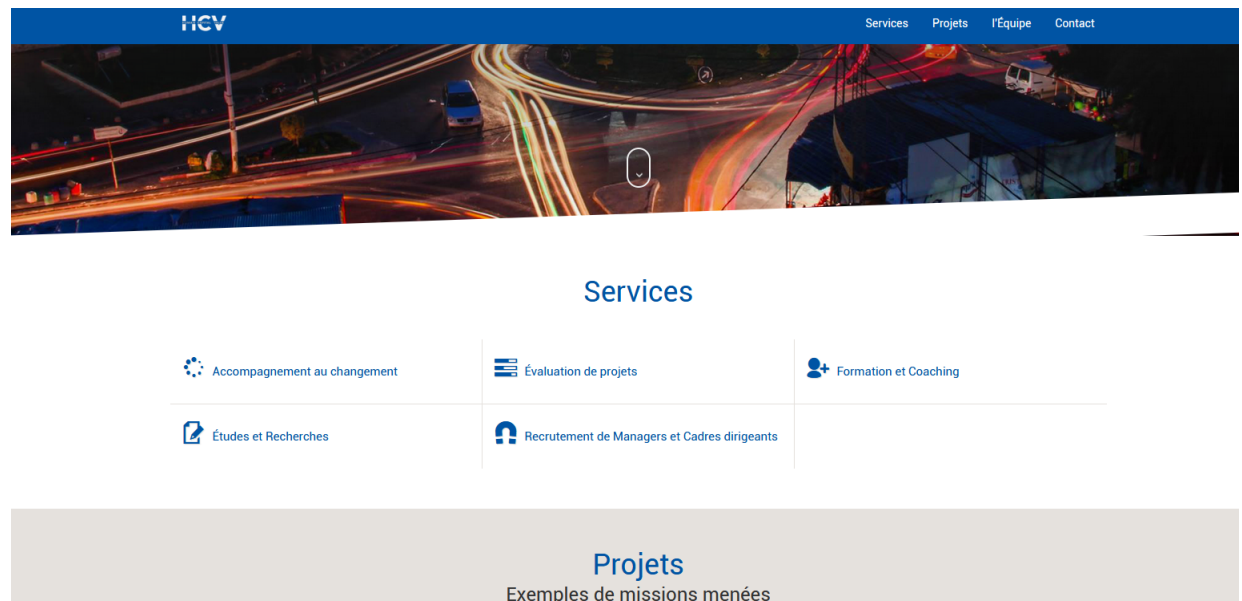 HCV
Services Projets l'Équipe Contact
Services
Accompagnement au changement
Évaluation de projets
Formation et Coaching
Études et Recherches
Recrutement de Managers et Cadres dirigeants
Projets
Exemples de missions menées